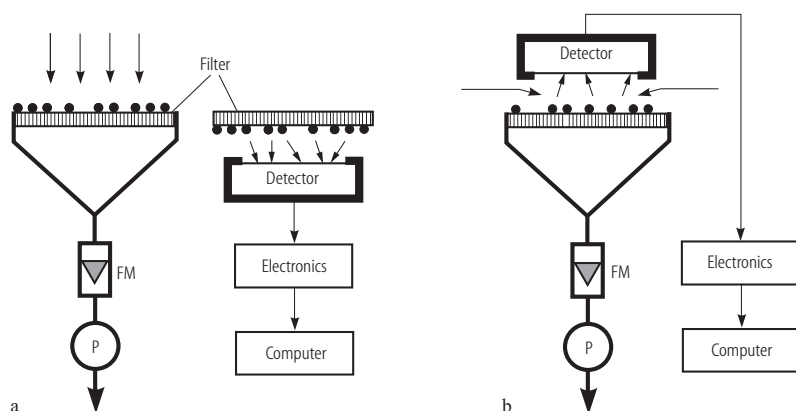 Filter
Detector
FM
Electronics
P
Computer
a
Detector
FM
Electronics
P
Computer
b